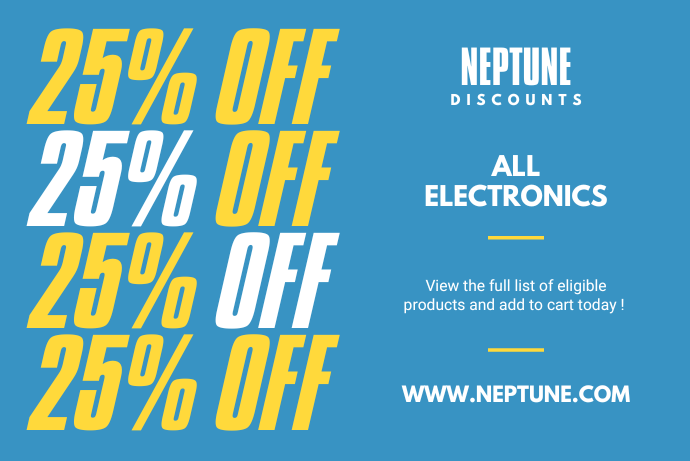 25% OFF
25% OFF
25% OFF
25% OFF
NEPTUNE
DISCOUNTS
ALL
ELECTRONICS
View the full list of eligible
products and add to cart today !
WWW.NEPTUNE.COM